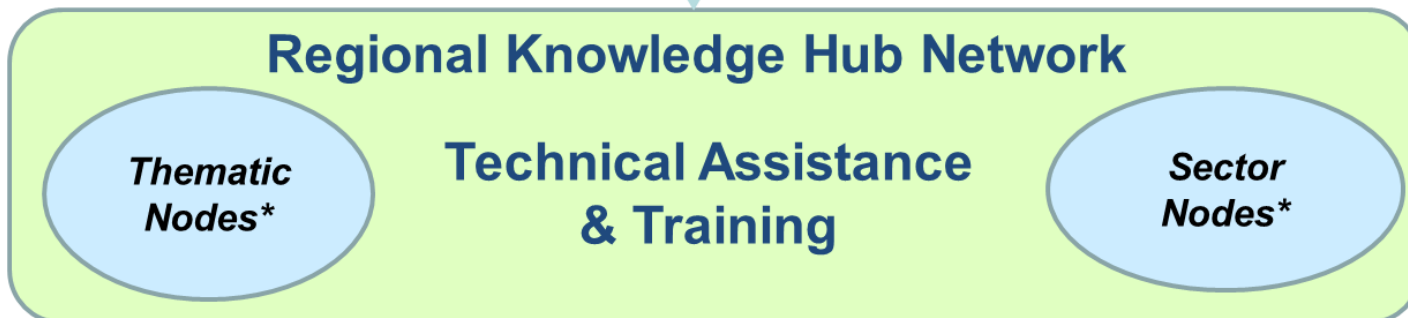 Regional Knowledge Hub Network
Thematic
Nodes*
Technical Assistance
& Training
Sector
Nodes*